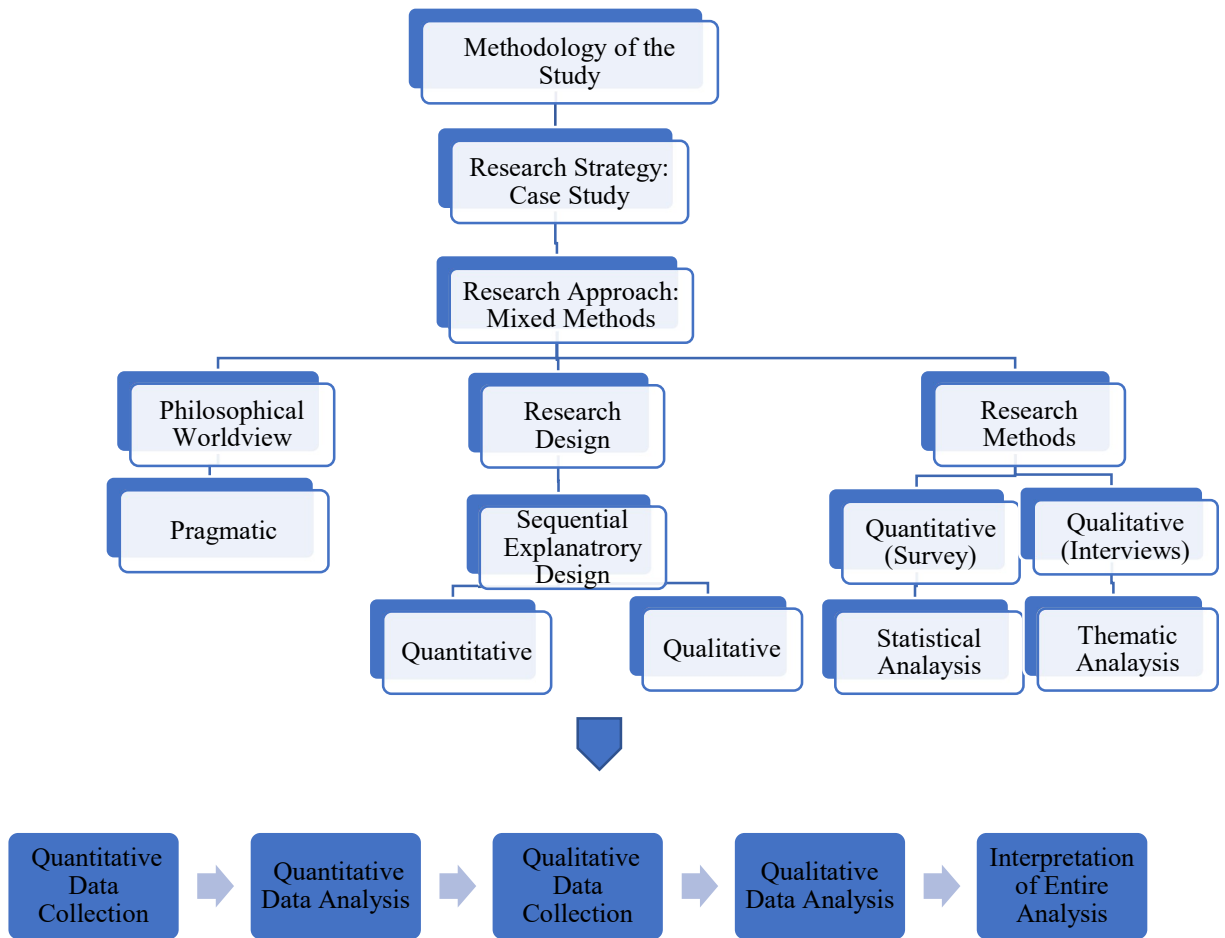 Methodology of the
Study
Research Strategy:
Case Study
Research Approach:
Mixed Methods
Philosophical
Worldview
Research
Design
Research
Methods
Pragmatic
Sequential
Explanatrory
Design
Quantitative
(Survey)
Qualitative
(Interviews)
Quantitative
Qualitative
Statistical
Analaysis
Thematic
Analaysis
Quantitative
Data
Collection
Quantitative
Data Analysis
Qualitative
Data
Collection
Qualitative
Data Analysis
Interpretation
of Entire
Analysis